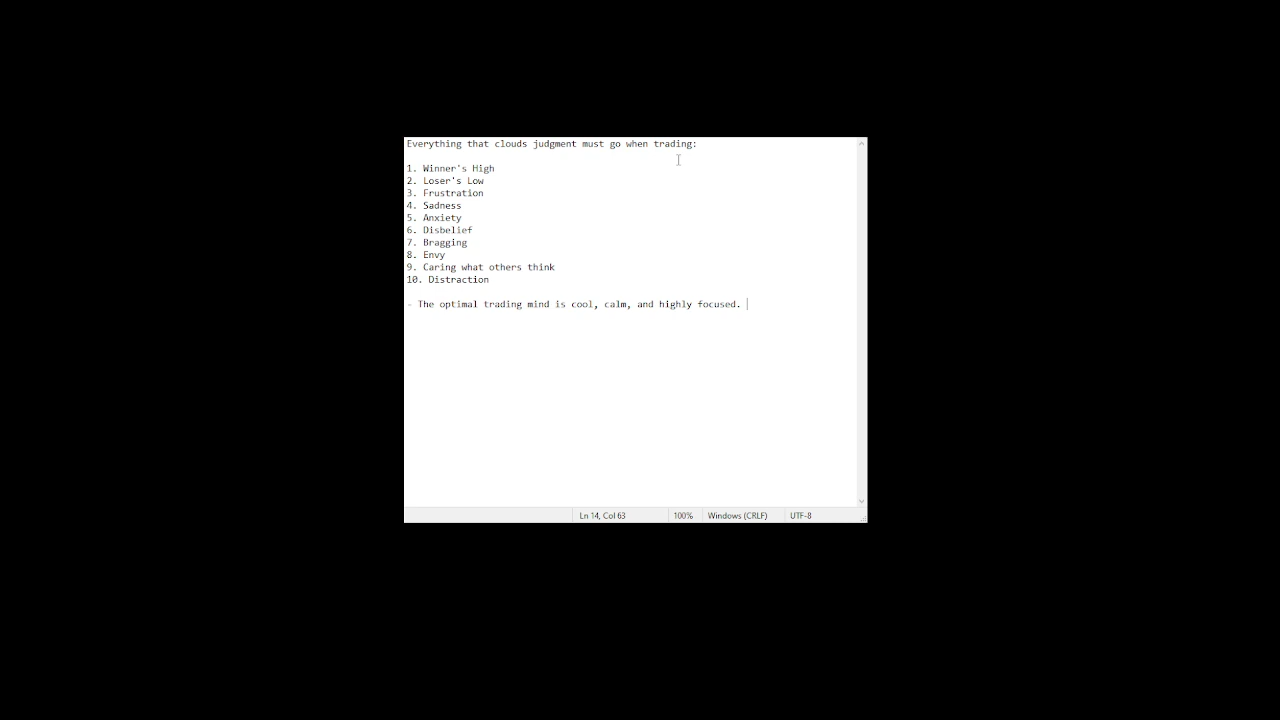 Everything that clouds judgment must go when trading:
1. Winner's High
2. Loser's Low
3. Frustration
4. Sadness
5. Anxiety
6. Disbelief
7. Bragging
8. Envy
9. Caring what others think
10. Distraction
- The optimal trading mind is cool, calm, and highly focused.
Ln 14, Col 63 100% Windows (CRLF) UTF-8